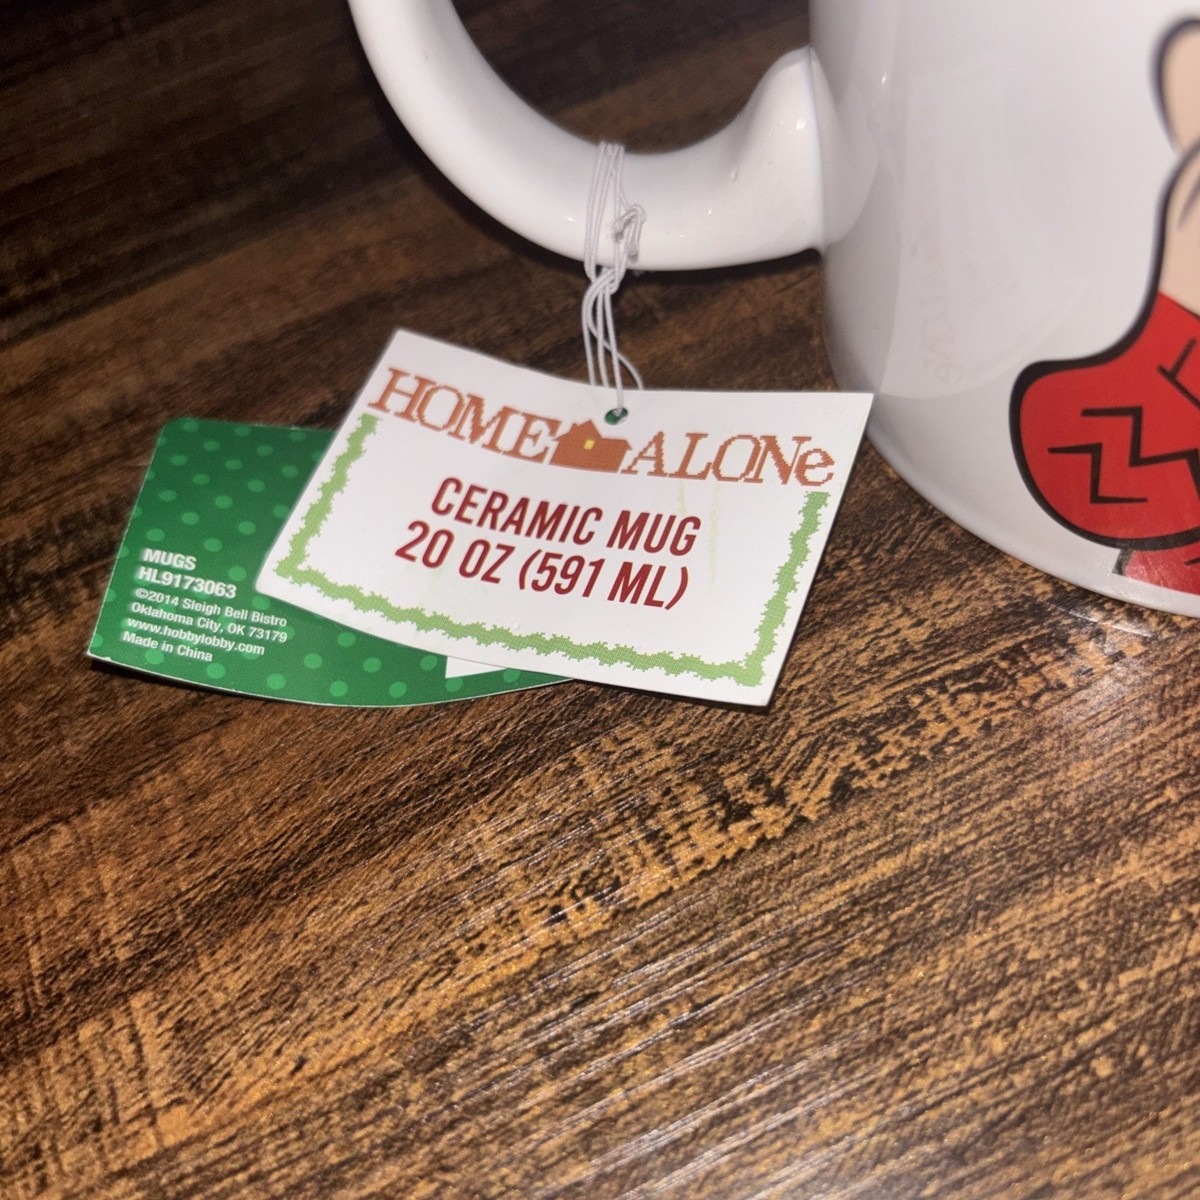 HOME ALONe
CERAMIC MUG
20 OZ (591 ML)
MUGS
HL9173063
©2014 Sleigh Bell Bistro
Oklahoma City, OK 73179
www.hobbylobby.com
Made in China